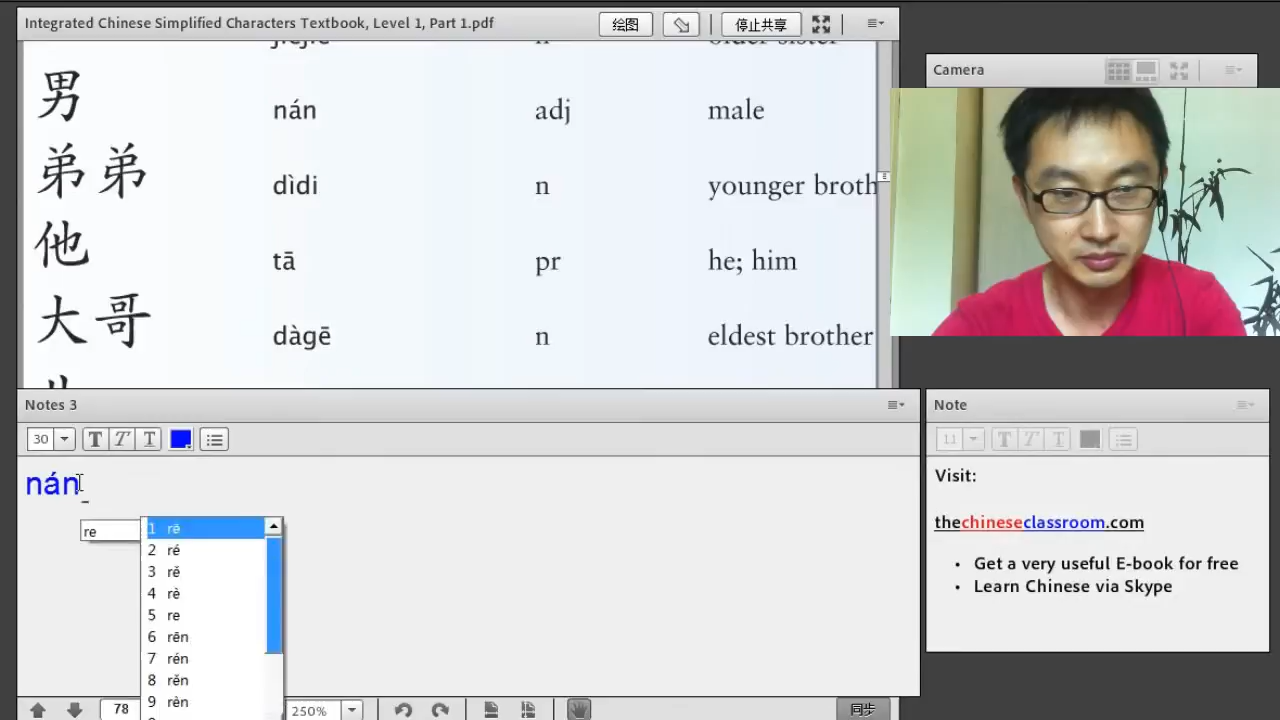 Integrated Chinese Simplified Characters Textbook, Level 1, Part 1.pdf 绘图 停止共享
jiějie n older sister
男 nán adj male
弟弟 dìdi n younger broth
他 tā pr he; him
大哥 dàgē n eldest brother
Camera
Notes 3
30 T T T
nán
re
1 rē
2 ré
3 rě
4 rè
5 re
6 rēn
7 rén
8 rěn
9 rèn
78 250% 同步
Note
11 T T T
Visit:
thechineseclassroom.com
• Get a very useful E-book for free
• Learn Chinese via Skype